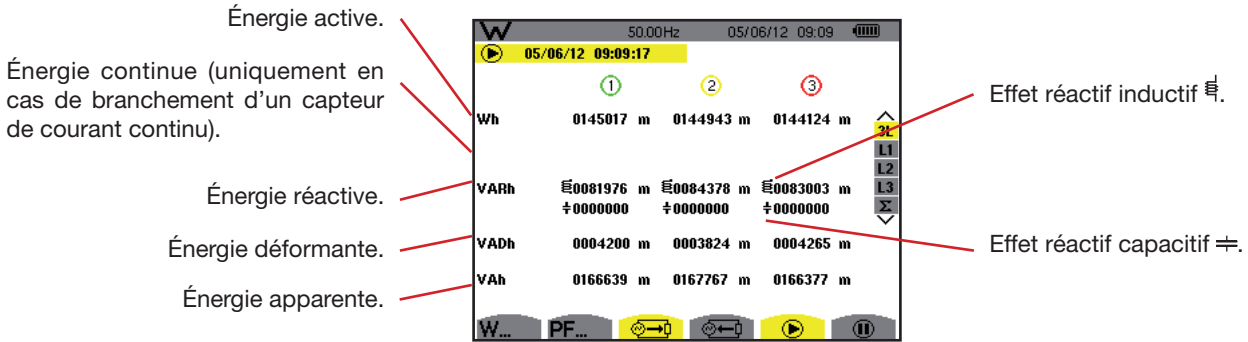 Énergie active.
Énergie continue (uniquement en
cas de branchement d'un capteur
de courant continu).
Énergie réactive.
Énergie déformante.
Énergie apparente.
W 50.00Hz 05/06/12 09:09
05/06/12 09:09:17
1 2 3
Wh 0145017 m 0144943 m 0144124 m
VARh 0081976 m 0084378 m 0083003 m
0000000 0000000 0000000
VADh 0004200 m 0003824 m 0004265 m
VAh 0166639 m 0167767 m 0166377 m
3L
L1
L2
L3
Σ
W... PF...
Effet réactif inductif .
Effet réactif capacitif .